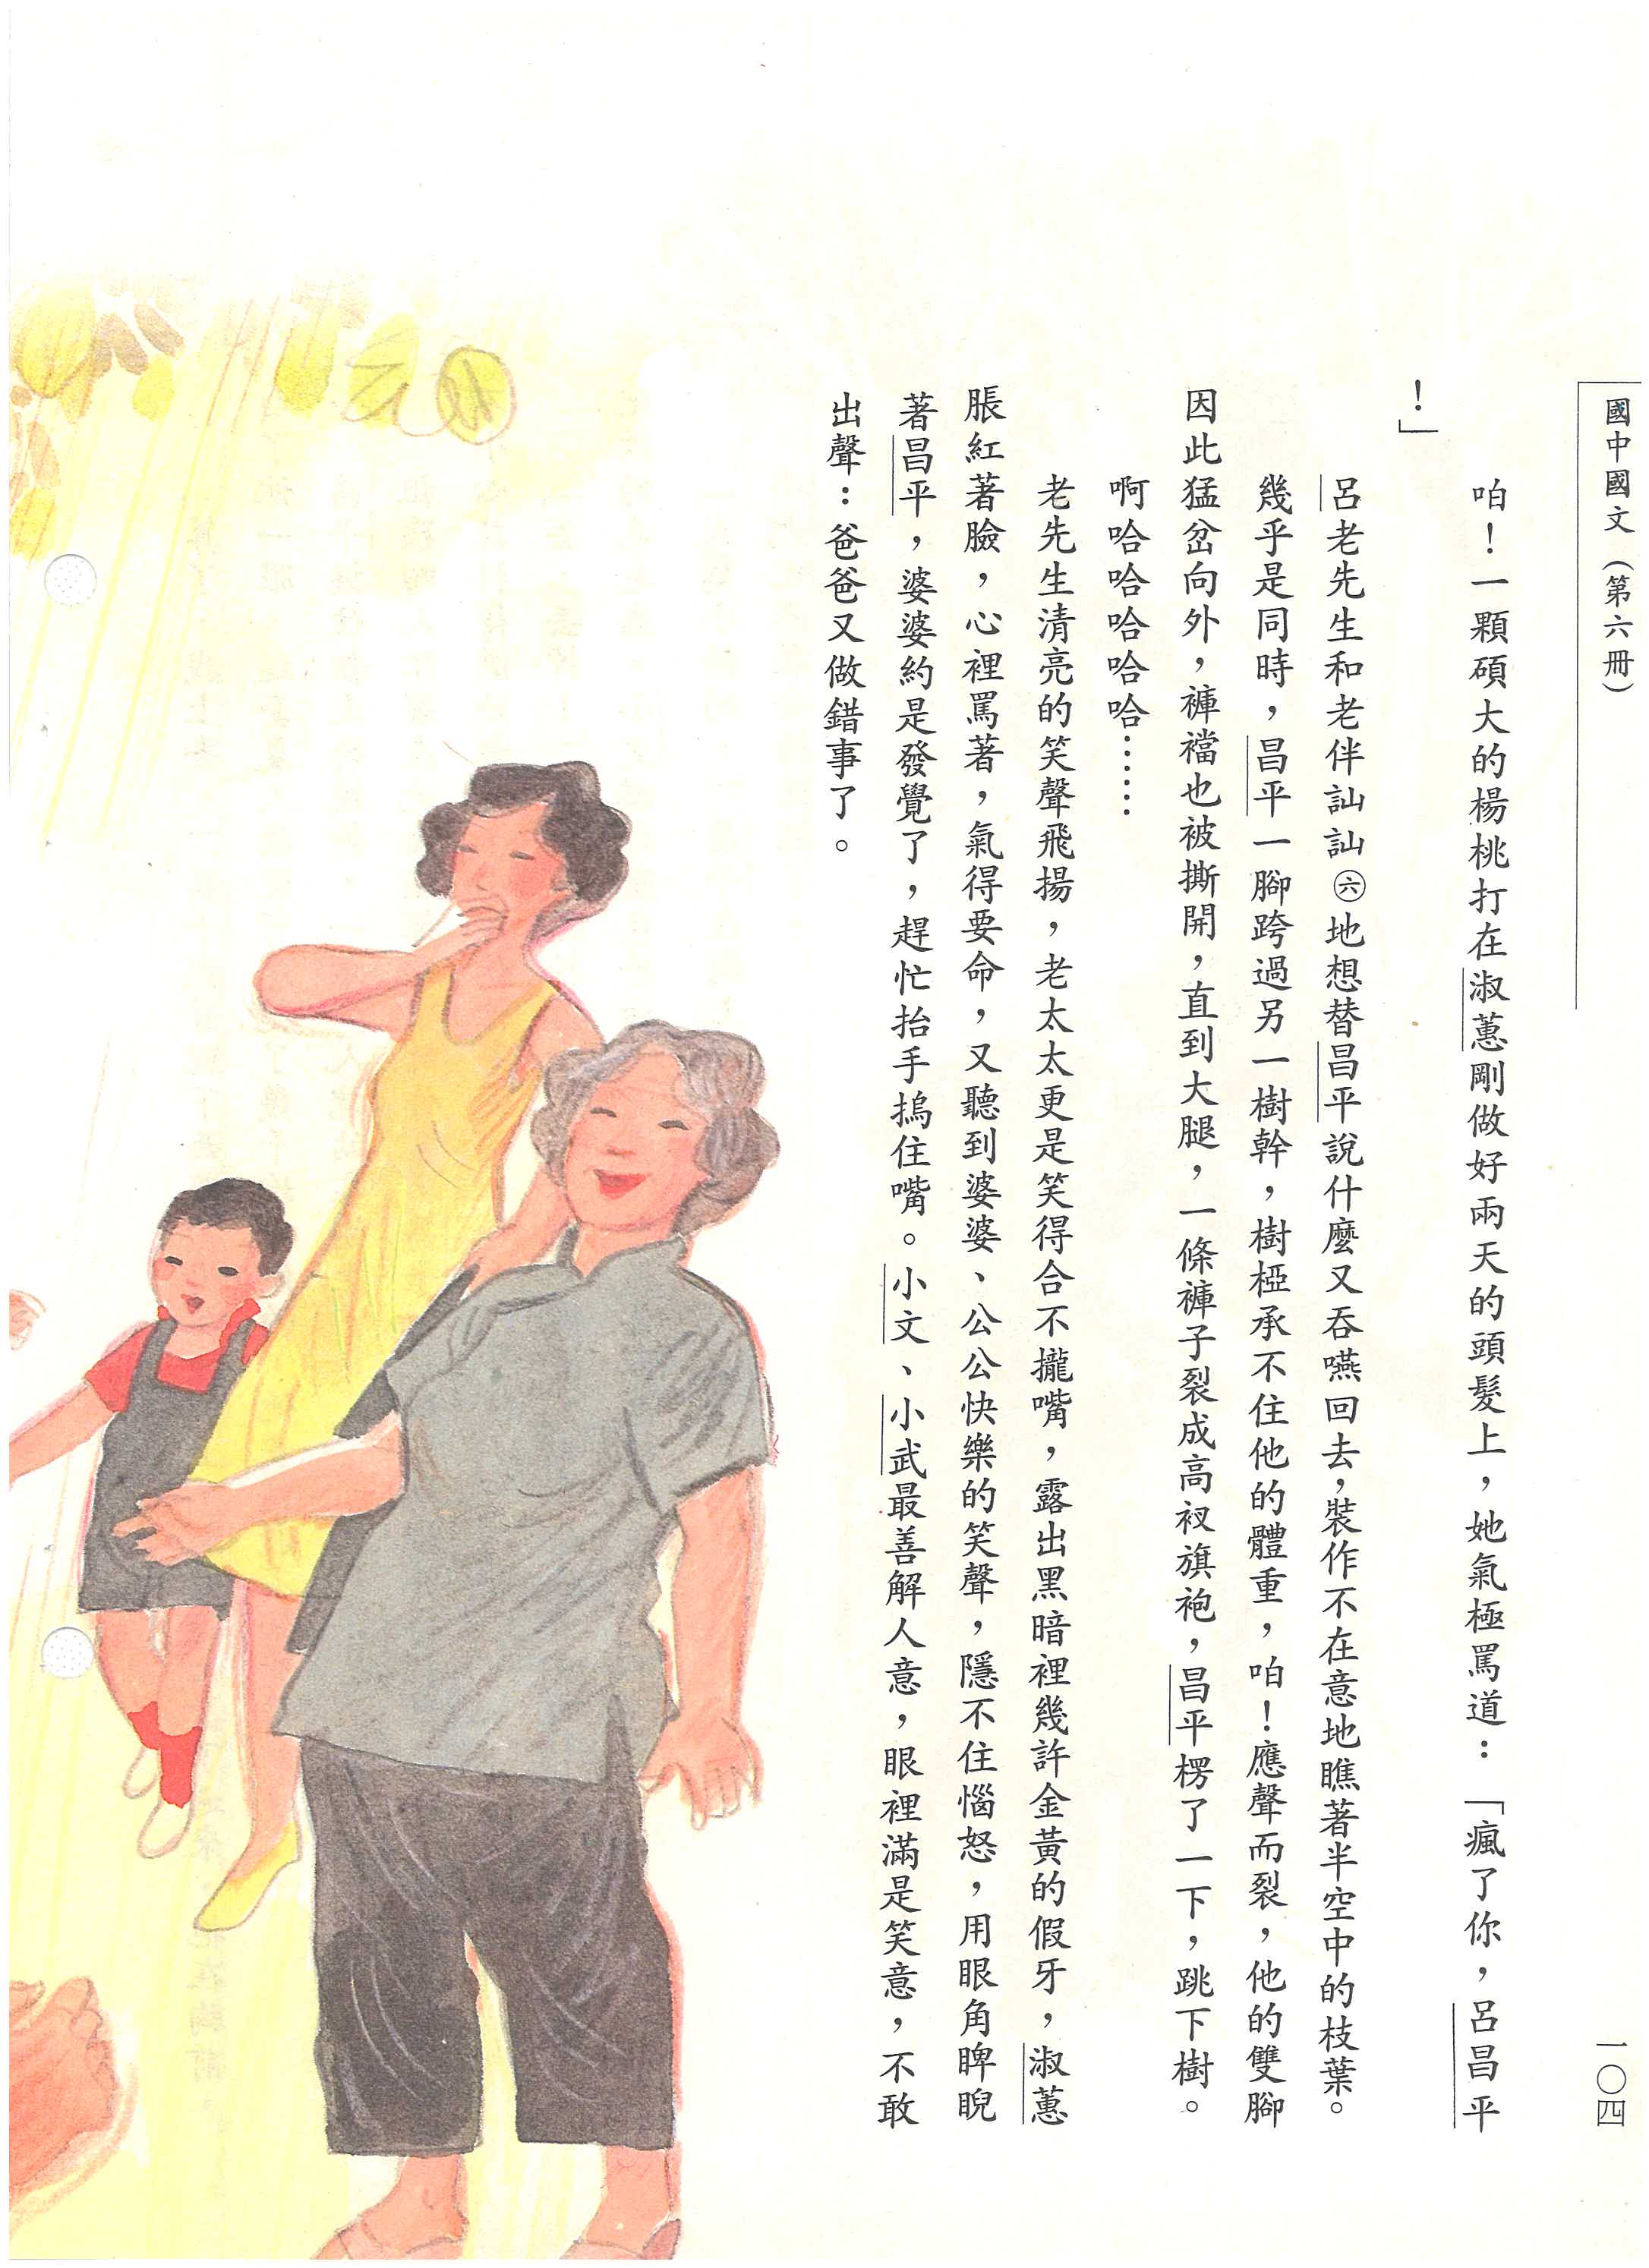 國中國文（第六冊）
一〇四
咱！一顆碩大的楊桃打在淑蕙剛做好兩天的頭髮上，她氣極罵道：「瘋了你，呂昌平
！」
呂老先生和老伴訕訕㊅地想替昌平說什麼又吞嚥回去，裝作不在意地瞧著半空中的枝葉。
幾乎是同時，昌平一腳跨過另一樹幹，樹椏承不住他的體重，咱！應聲而裂，他的雙腳
因此猛岔向外，褲襠也被撕開，直到大腿，一條褲子裂成高衩旗袍，昌平楞了一下，跳下樹。
啊哈哈哈哈哈……
老先生清亮的笑聲飛揚，老太太更是笑得合不攏嘴，露出黑暗裡幾許金黃的假牙，淑蕙
脹紅著臉，心裡罵著，氣得要命，又聽到婆婆、公公快樂的笑聲，隱不住惱怒，用眼角睥睨
著昌平，婆婆約是發覺了，趕忙抬手摀住嘴。小文、小武最善解人意，眼裡滿是笑意，不敢
出聲：爸爸又做錯事了。